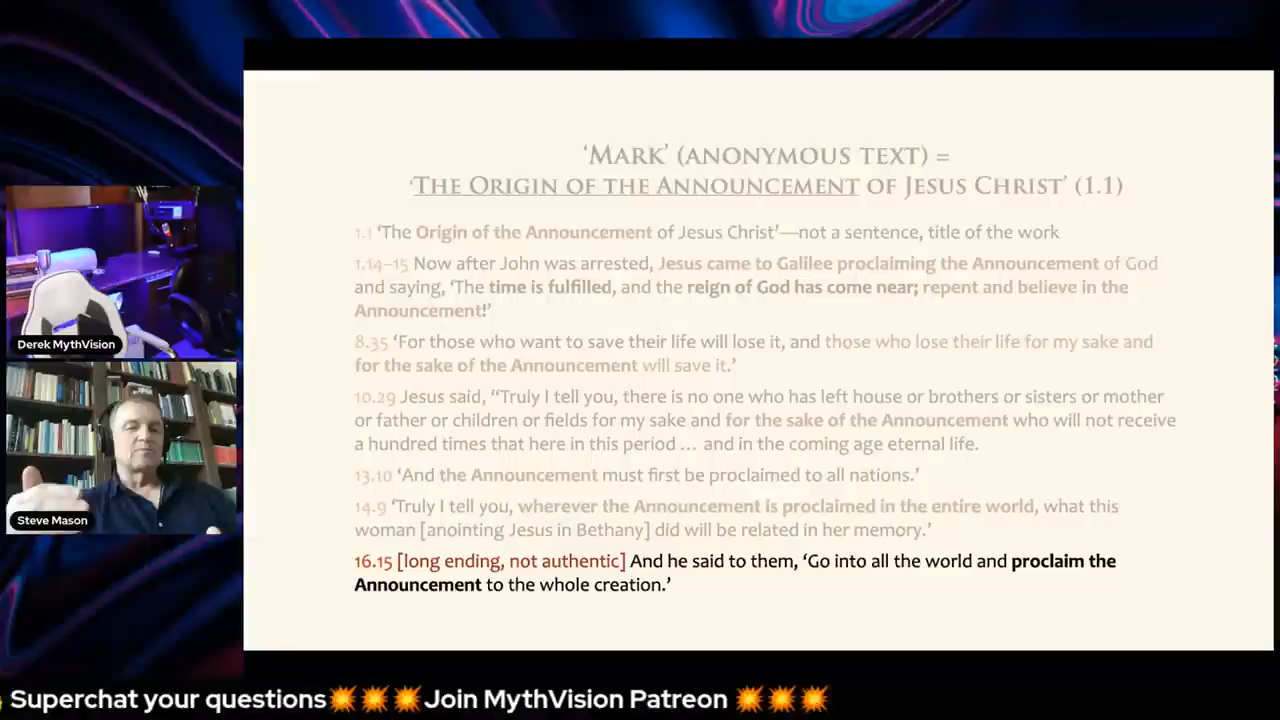 ‘MARK’ (ANONYMOUS TEXT) =
‘THE ORIGIN OF THE ANNOUNCEMENT OF JESUS CHRIST’ (1.1)
1.1 ‘The Origin of the Announcement of Jesus Christ’—not a sentence, title of the work
1.14–15 Now after John was arrested, Jesus came to Galilee proclaiming the Announcement of God
and saying, ‘The time is fulfilled, and the reign of God has come near; repent and believe in the
Announcement!’
8.35 ‘For those who want to save their life will lose it, and those who lose their life for my sake and
for the sake of the Announcement will save it.’
10.29 Jesus said, “Truly I tell you, there is no one who has left house or brothers or sisters or mother
or father or children or fields for my sake and for the sake of the Announcement who will not receive
a hundred times that here in this period … and in the coming age eternal life.
13.10 ‘And the Announcement must first be proclaimed to all nations.’
14.9 ‘Truly I tell you, wherever the Announcement is proclaimed in the entire world, what this
woman [anointing Jesus in Bethany] did will be related in her memory.’
16.15 [long ending, not authentic] And he said to them, ‘Go into all the world and proclaim the
Announcement to the whole creation.’
Derek MythVision
Steve Mason
Superchat your questions💥💥💥Join MythVision Patreon 💥💥💥